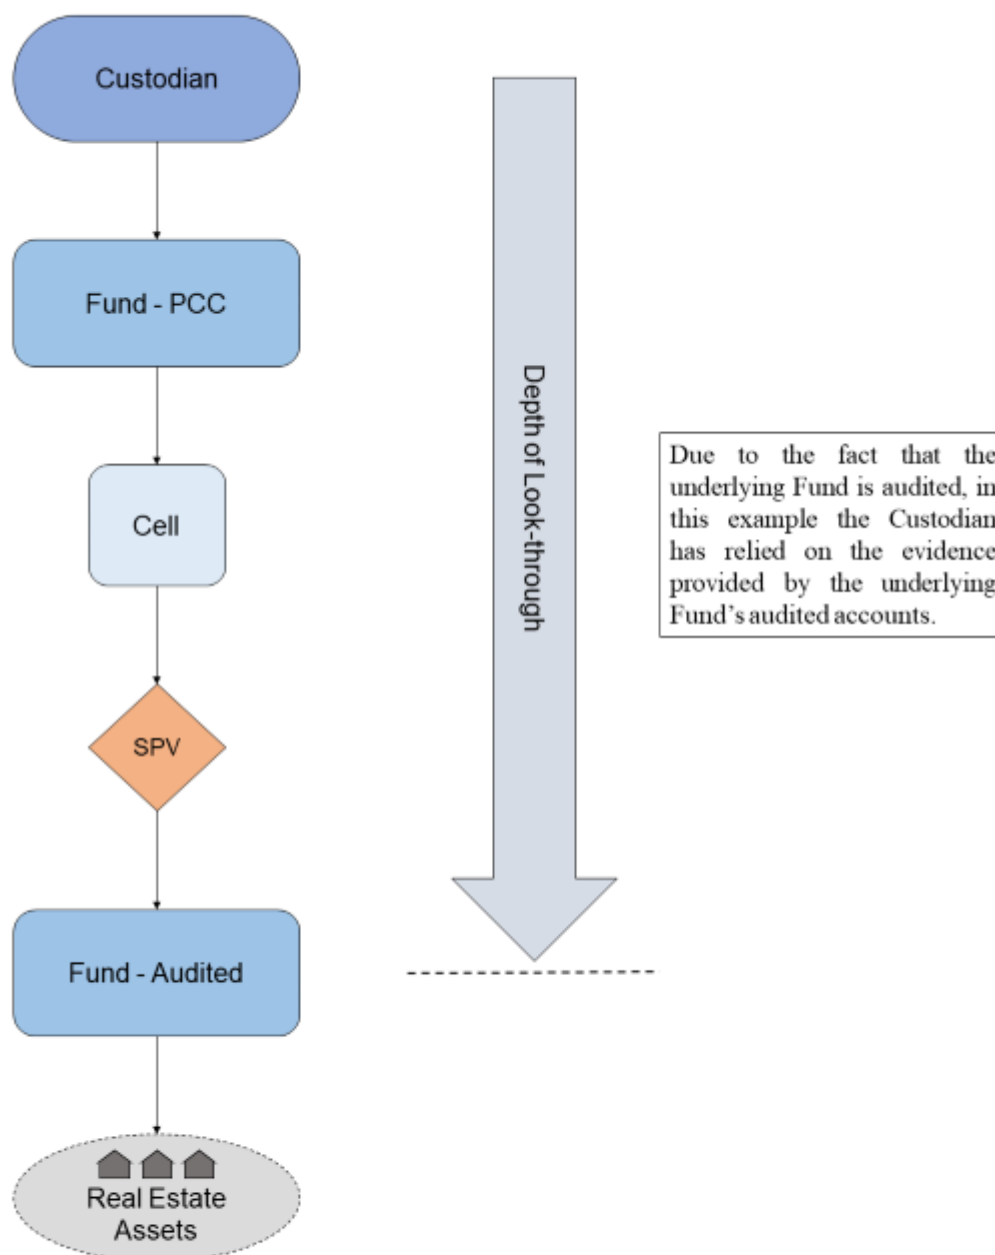 Custodian
Fund - PCC
Cell
SPV
Fund - Audited
Real Estate
Assets
Depth of Look-through
Due to the fact that the
underlying Fund is audited, in
this example the Custodian
has relied on the evidence
provided by the underlying
Fund's audited accounts.